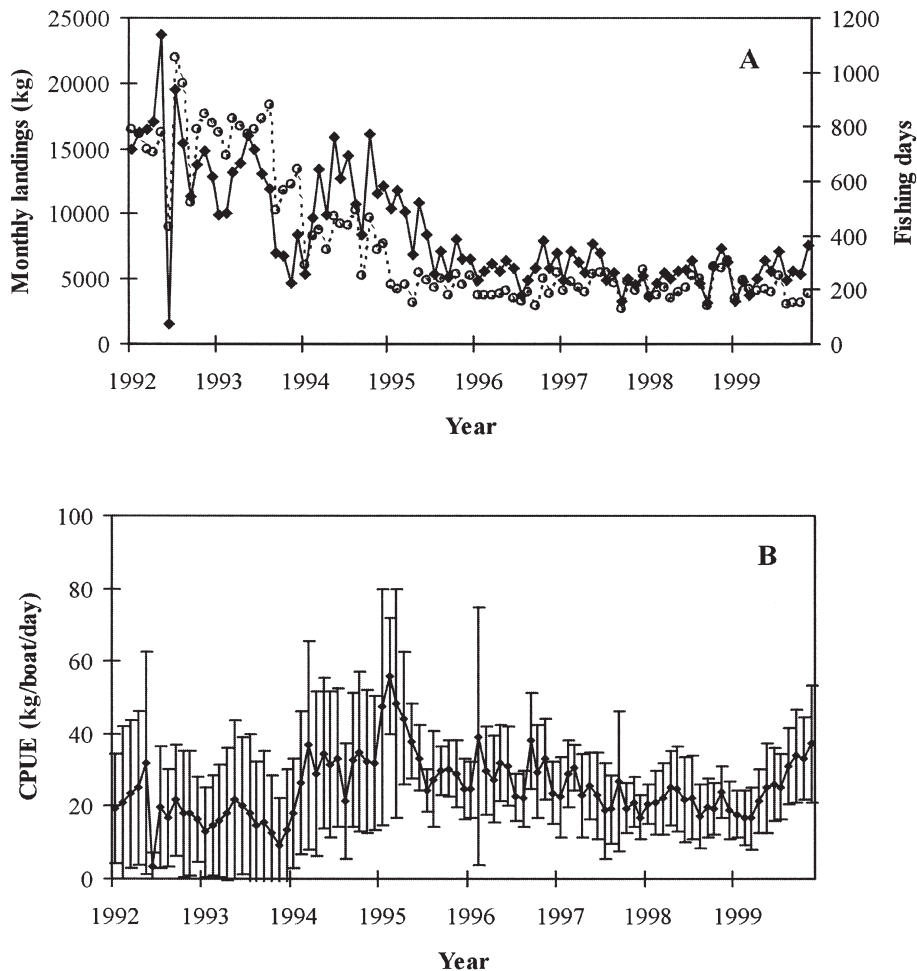 25000
20000
15000
10000
5000
0
Monthly landings (kg)
A
1200
1000
800
600
400
200
0
Fishing days
1992 1993 1994 1995 1996 1997 1998 1999
Year
100
80
60
40
20
0
CPUE (kg/boat/day)
B
1992 1993 1994 1995 1996 1997 1998 1999
Year